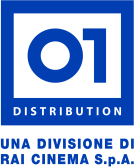 01
DISTRIBUTION
UNA DIVISIONE DI
RAI CINEMA S.p.A.